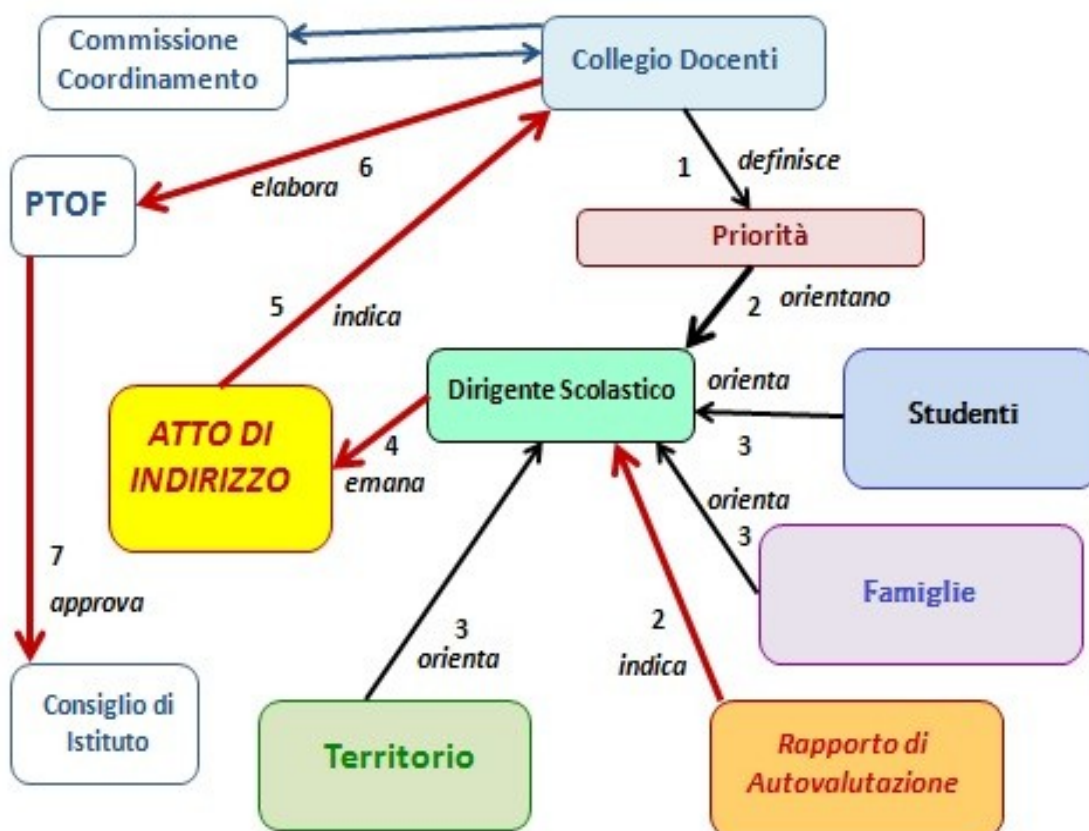 Commissione
Coordinamento
Collegio Docenti
6
elabora
1
definisce
PTOF
Priorità
5
indica
2
orientano
Dirigente Scolastico
orienta
Studenti
ATTO DI
INDIRIZZO
4
emana
3
orienta
3
Famiglie
7
approva
3
orienta
2
indica
Consiglio di
Istituto
Territorio
Rapporto di
Autovalutazione